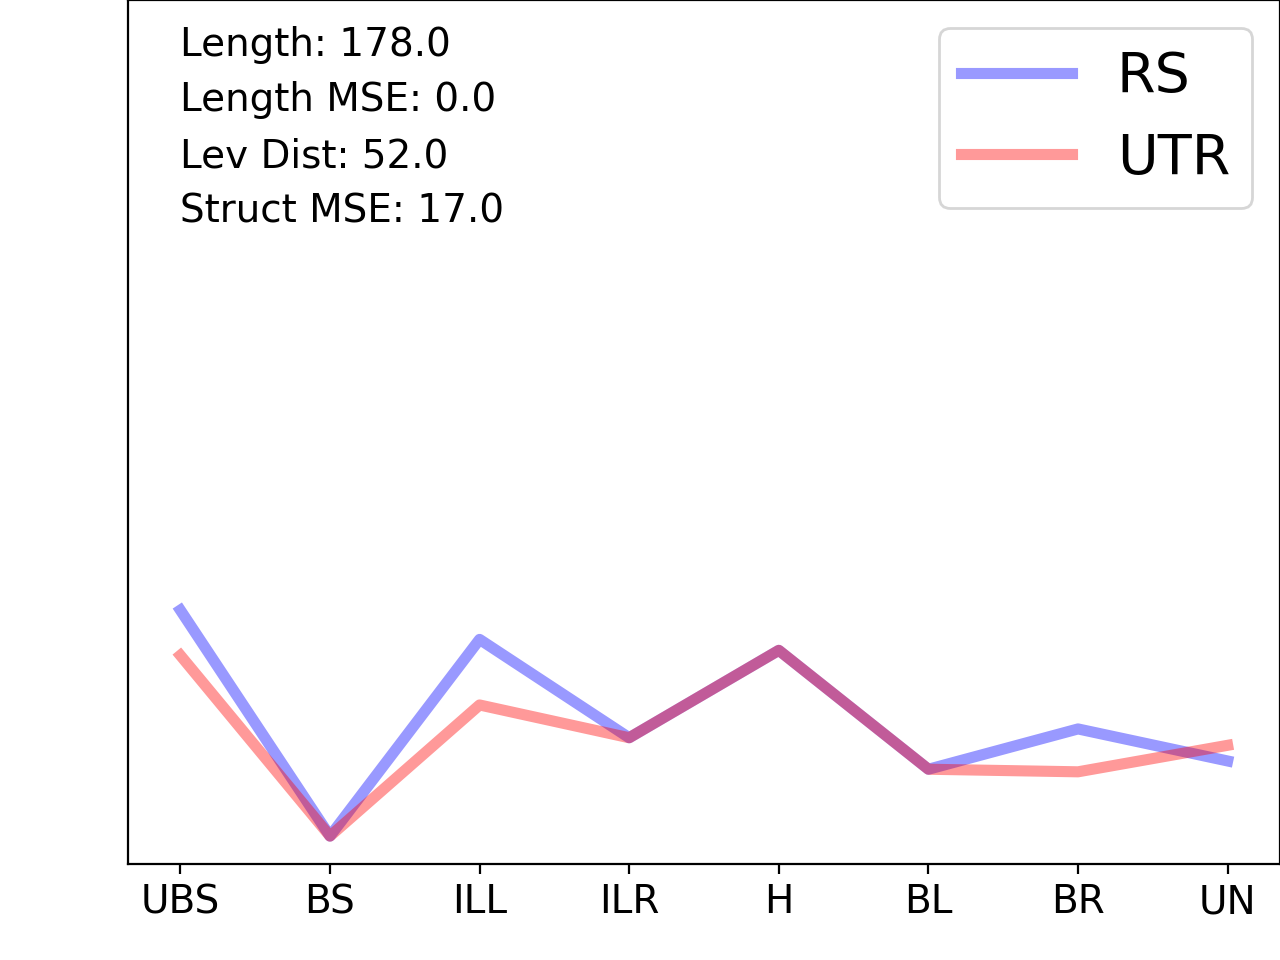 Length: 178.0
Length MSE: 0.0
Lev Dist: 52.0
Struct MSE: 17.0
RS
UTR
UBS BS ILL ILR H BL BR UN